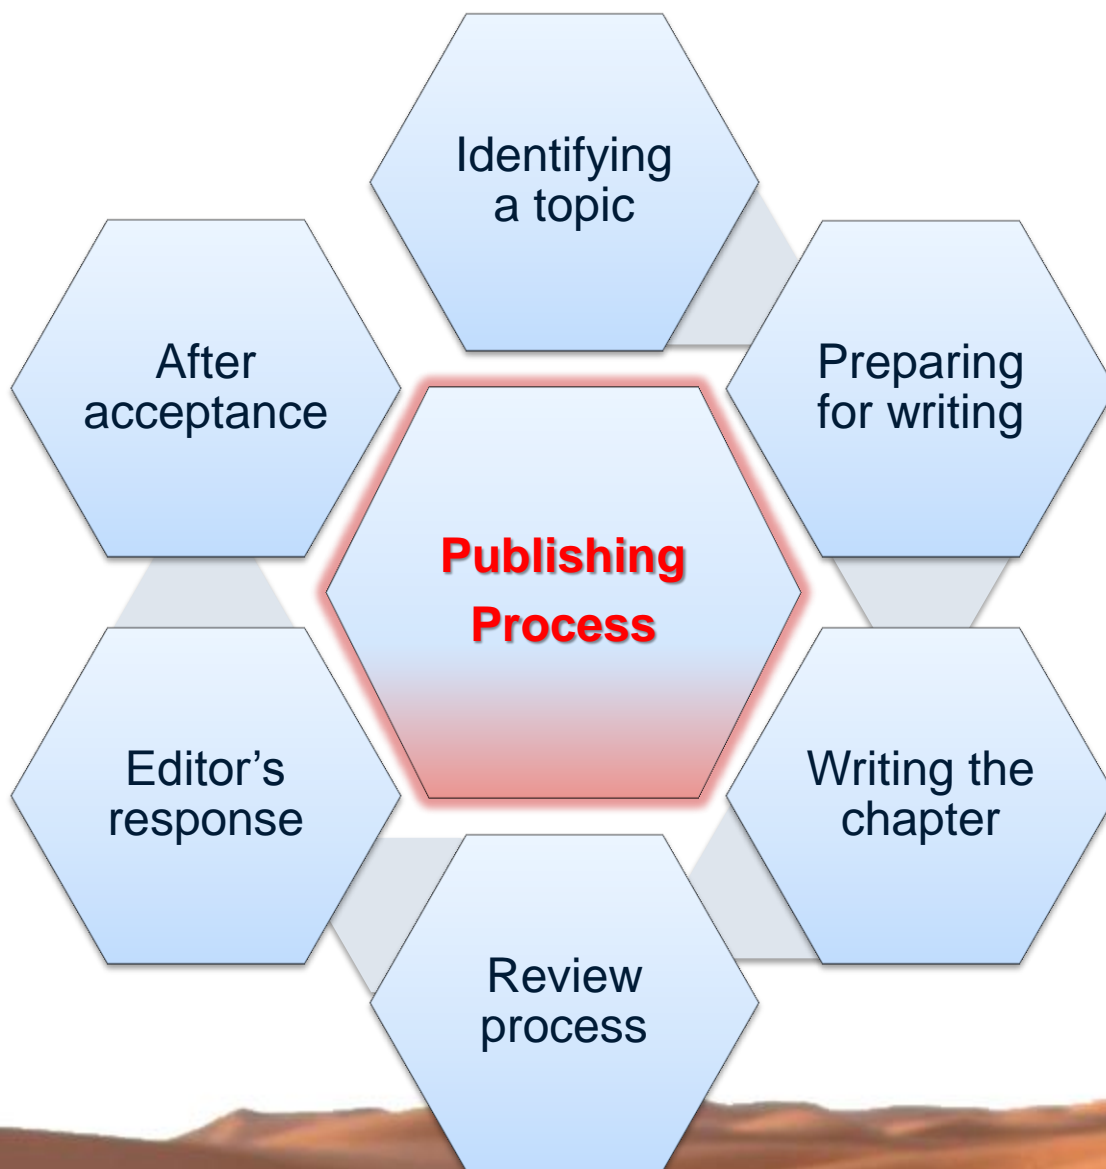 Identifying
a topic
Preparing
for writing
Writing the
chapter
Review
process
Editor’s
response
After
acceptance
Publishing
Process